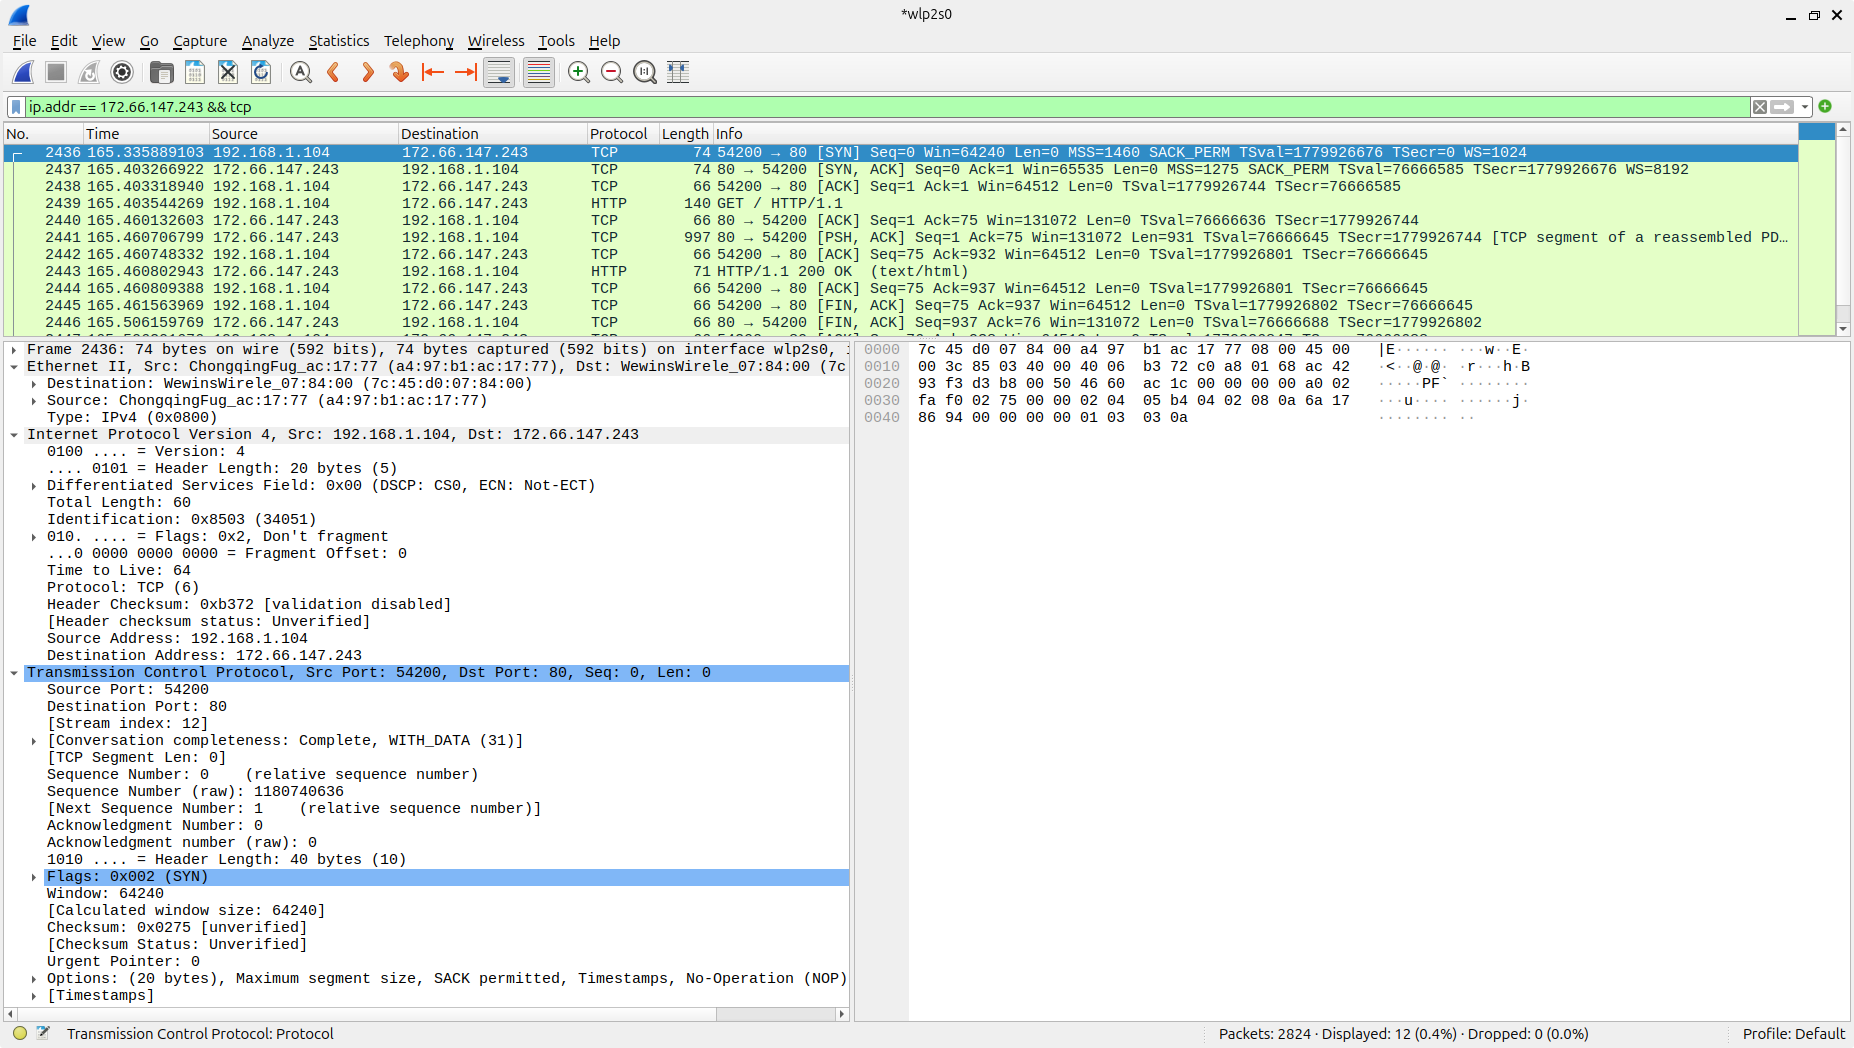 *wlp2s0
File Edit View Go Capture Analyze Statistics Telephony Wireless Tools Help
ip.addr == 172.66.147.243 && tcp
No. Time Source Destination Protocol Length Info
2436 165.335889103 192.168.1.104 172.66.147.243 TCP 74 54200 → 80 [SYN] Seq=0 Win=64240 Len=0 MSS=1460 SACK_PERM TSval=1779926676 TSecr=0 WS=1024
2437 165.403266922 172.66.147.243 192.168.1.104 TCP 74 80 → 54200 [SYN, ACK] Seq=0 Ack=1 Win=65535 Len=0 MSS=1275 SACK_PERM TSval=76666585 TSecr=1779926676 WS=8192
2438 165.403318940 192.168.1.104 172.66.147.243 TCP 66 54200 → 80 [ACK] Seq=1 Ack=1 Win=64512 Len=0 TSval=1779926744 TSecr=76666585
2439 165.403544269 192.168.1.104 172.66.147.243 HTTP 140 GET / HTTP/1.1
2440 165.460132603 172.66.147.243 192.168.1.104 TCP 66 80 → 54200 [ACK] Seq=1 Ack=75 Win=131072 Len=0 TSval=76666636 TSecr=1779926744
2441 165.460706799 172.66.147.243 192.168.1.104 TCP 997 80 → 54200 [PSH, ACK] Seq=1 Ack=75 Win=131072 Len=931 TSval=76666645 TSecr=1779926744 [TCP segment of a reassembled PD…
2442 165.460748332 192.168.1.104 172.66.147.243 TCP 66 54200 → 80 [ACK] Seq=75 Ack=932 Win=64512 Len=0 TSval=1779926801 TSecr=76666645
2443 165.460802943 172.66.147.243 192.168.1.104 HTTP 71 HTTP/1.1 200 OK (text/html)
2444 165.460809388 192.168.1.104 172.66.147.243 TCP 66 54200 → 80 [ACK] Seq=75 Ack=937 Win=64512 Len=0 TSval=1779926801 TSecr=76666645
2445 165.461563969 192.168.1.104 172.66.147.243 TCP 66 54200 → 80 [FIN, ACK] Seq=75 Ack=937 Win=64512 Len=0 TSval=1779926802 TSecr=76666645
2446 165.506159769 172.66.147.243 192.168.1.104 TCP 66 80 → 54200 [FIN, ACK] Seq=937 Ack=76 Win=131072 Len=0 TSval=76666688 TSecr=1779926802
Frame 2436: 74 bytes on wire (592 bits), 74 bytes captured (592 bits) on interface wlp2s0,
Ethernet II, Src: ChongqingFug_ac:17:77 (a4:97:b1:ac:17:77), Dst: WewinsWirele_07:84:00 (7c
Destination: WewinsWirele_07:84:00 (7c:45:d0:07:84:00)
Source: ChongqingFug_ac:17:77 (a4:97:b1:ac:17:77)
Type: IPv4 (0x0800)
Internet Protocol Version 4, Src: 192.168.1.104, Dst: 172.66.147.243
0100 .... = Version: 4
.... 0101 = Header Length: 20 bytes (5)
Differentiated Services Field: 0x00 (DSCP: CS0, ECN: Not-ECT)
Total Length: 60
Identification: 0x8503 (34051)
010. .... = Flags: 0x2, Don't fragment
...0 0000 0000 0000 = Fragment Offset: 0
Time to Live: 64
Protocol: TCP (6)
Header Checksum: 0xb372 [validation disabled]
[Header checksum status: Unverified]
Source Address: 192.168.1.104
Destination Address: 172.66.147.243
Transmission Control Protocol, Src Port: 54200, Dst Port: 80, Seq: 0, Len: 0
Source Port: 54200
Destination Port: 80
[Stream index: 12]
[Conversation completeness: Complete, WITH_DATA (31)]
[TCP Segment Len: 0]
Sequence Number: 0 (relative sequence number)
Sequence Number (raw): 1180740636
[Next Sequence Number: 1 (relative sequence number)]
Acknowledgment Number: 0
Acknowledgment number (raw): 0
1010 .... = Header Length: 40 bytes (10)
Flags: 0x002 (SYN)
Window: 64240
[Calculated window size: 64240]
Checksum: 0x0275 [unverified]
[Checksum Status: Unverified]
Urgent Pointer: 0
Options: (20 bytes), Maximum segment size, SACK permitted, Timestamps, No-Operation (NOP)
[Timestamps]
0000 7c 45 d0 07 84 00 a4 97 b1 ac 17 77 08 00 45 00 |E······ ···w··E·
0010 00 3c 85 03 40 00 40 06 b3 72 c0 a8 01 68 ac 42 ·<··@·@· ·r···h·B
0020 93 f3 d3 b8 00 50 46 60 ac 1c 00 00 00 00 a0 02 ·····PF` ········
0030 fa f0 02 75 00 00 02 04 05 b4 04 02 08 0a 6a 17 ···u···· ······j·
0040 86 94 00 00 00 00 01 03 03 0a ········ ··
Transmission Control Protocol: Protocol
Packets: 2824 · Displayed: 12 (0.4%) · Dropped: 0 (0.0%)
Profile: Default